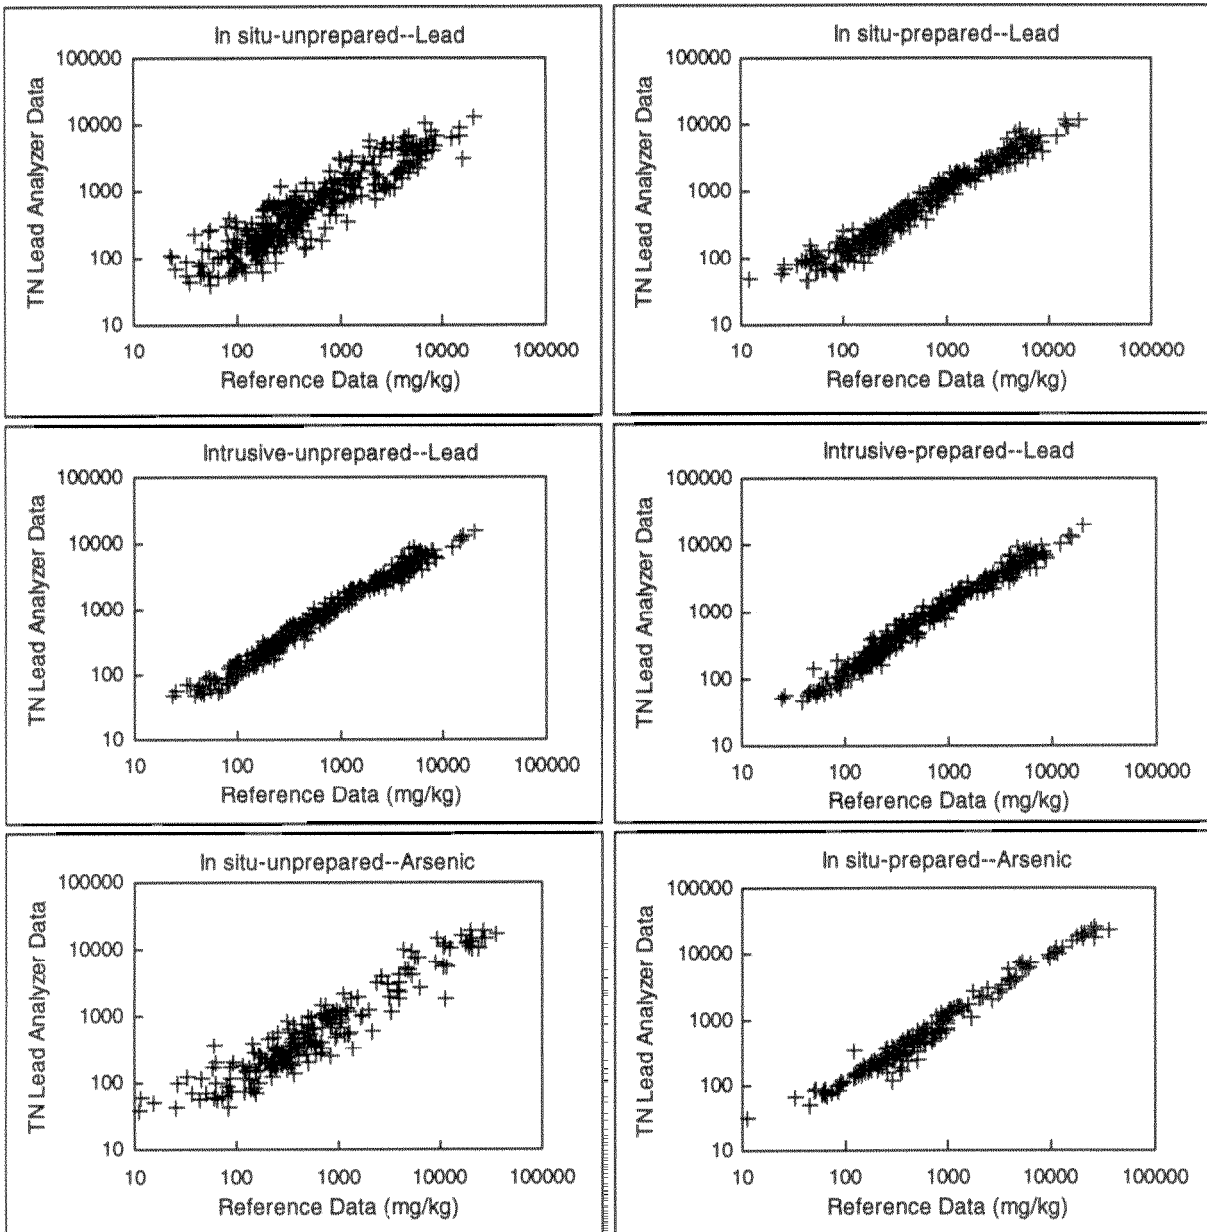 In situ-unprepared--Lead
100000
10000
1000
100
10
TN Lead Analyzer Data
10 100 1000 10000 100000
Reference Data (mg/kg)
In situ-prepared--Lead
100000
10000
1000
100
10
TN Lead Analyzer Data
10 100 1000 10000 100000
Reference Data (mg/kg)
Intrusive-unprepared--Lead
100000
10000
1000
100
10
TN Lead Analyzer Data
10 100 1000 10000 100000
Reference Data (mg/kg)
Intrusive-prepared--Lead
100000
10000
1000
100
10
TN Lead Analyzer Data
10 100 1000 10000 100000
Reference Data (mg/kg)
In situ-unprepared--Arsenic
100000
10000
1000
100
10
TN Lead Analyzer Data
10 100 1000 10000 100000
Reference Data (mg/kg)
In situ-prepared--Arsenic
100000
10000
1000
100
10
TN Lead Analyzer Data
10 100 1000 10000 100000
Reference Data (mg/kg)